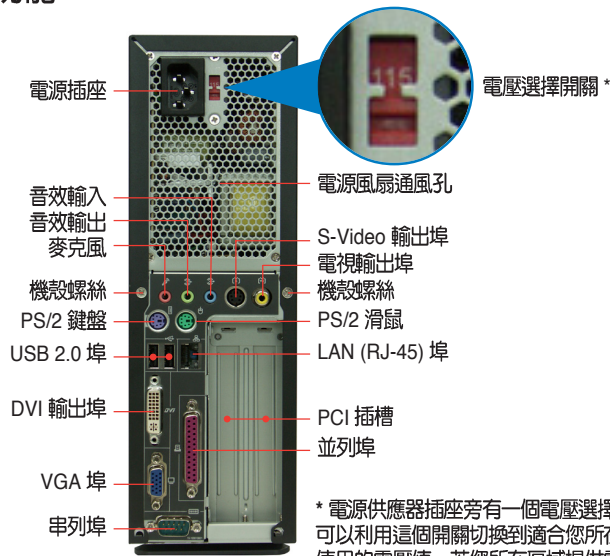 電源插座
115
電壓選擇開關 *
電源風扇通風孔
音效輸入
音效輸出
麥克風
S-Video 輸出埠
電視輸出埠
機殼螺絲
機殼螺絲
PS/2 鍵盤
PS/2 滑鼠
USB 2.0 埠
LAN (RJ-45) 埠
DVI 輸出埠
DVI
PCI 插槽
並列埠
VGA 埠
串列埠
* 電源供應器插座旁有一個電壓選擇
可以利用這個開關切換到適合您所在